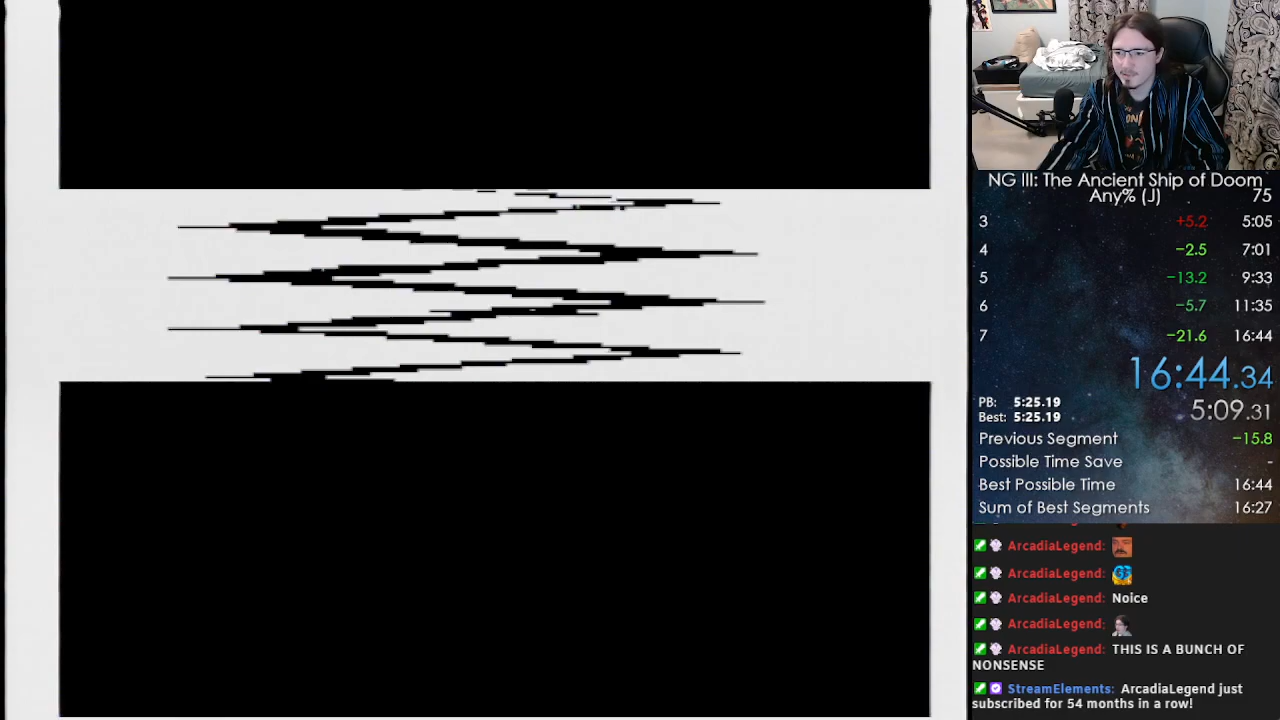 NG III: The Ancient Ship of Doom
Any% (J) 75
3 +5.2 5:05
4 −2.5 7:01
5 −13.2 9:33
6 −5.7 11:35
7 −21.6 16:44
16:44.34
PB: 5:25.19
Best: 5:25.19
5:09.31
Previous Segment −15.8
Possible Time Save -
Best Possible Time 16:44
Sum of Best Segments 16:27
ArcadiaLegend:
ArcadiaLegend:
ArcadiaLegend: Noice
ArcadiaLegend:
ArcadiaLegend: THIS IS A BUNCH OF
NONSENSE
StreamElements: ArcadiaLegend just
subscribed for 54 months in a row!